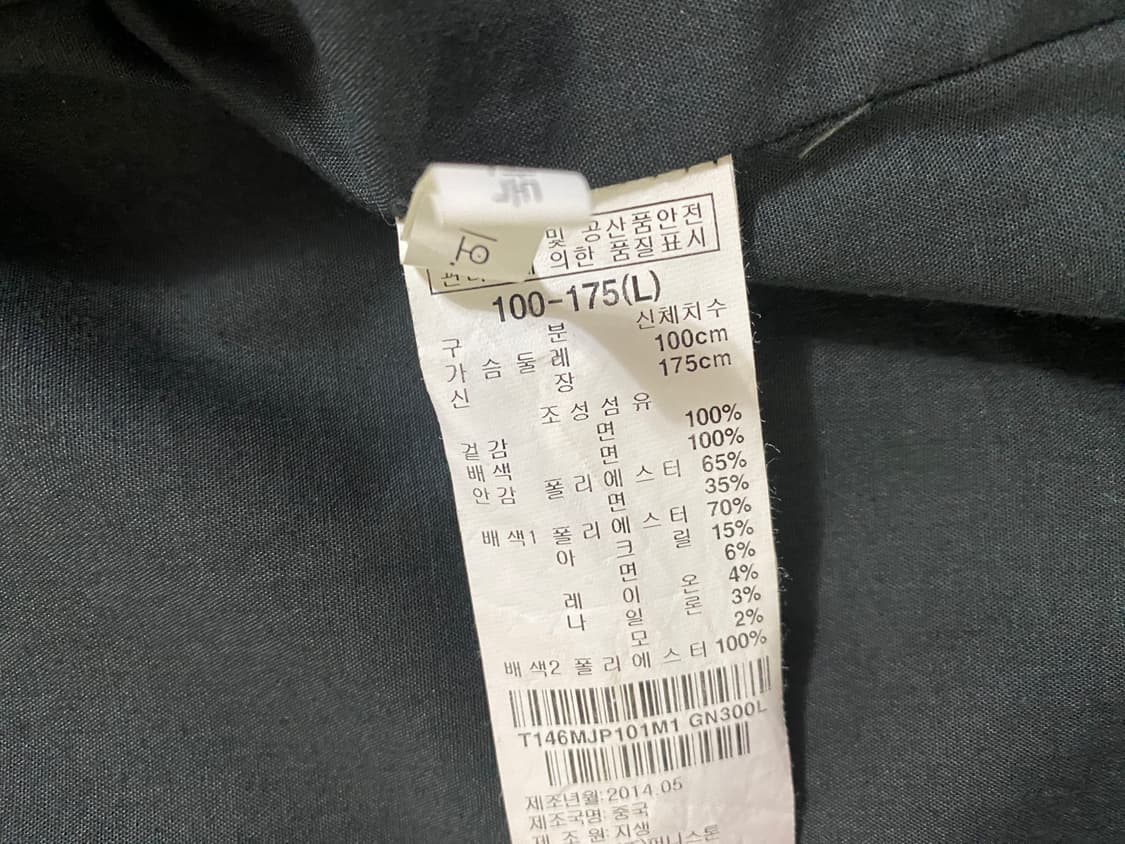 및 공산품안전
의한 품질표시
100-175(L)
구 분 신체치수
가 슴 둘 레 100cm
신 장 175cm
조 성 섬 유
겉감 면 100%
배색 면 100%
안감 폴 리 에 스 터 65%
면 35%
배색1 폴 리 에 스 터 70%
아 크 릴 15%
면 6%
레 이 온 4%
나 일 론 3%
모 2%
배색2 폴 리 에 스 터 100%
T146MJP101M1 GN300L
제조년월:2014.05
제조국명: 중국
제 조 원: 지생